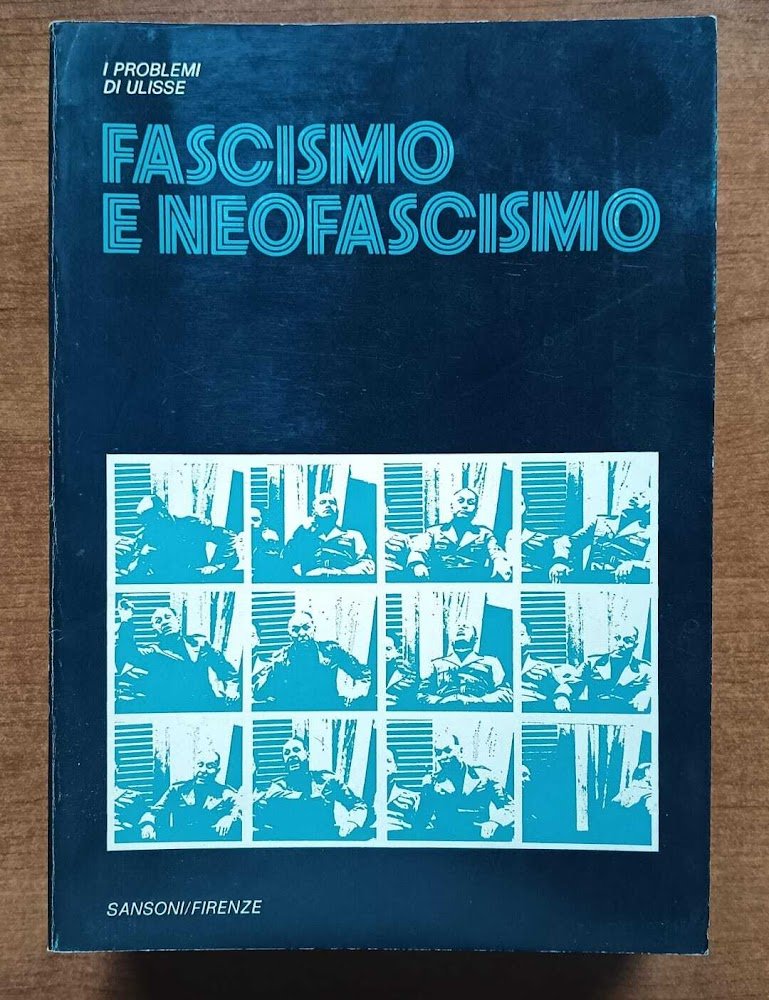 I PROBLEMI
DI ULISSE
FASCISMO
E NEOFASCISMO
SANSONI/FIRENZE